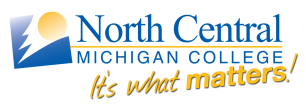 North Central
MICHIGAN COLLEGE
It's what matters!